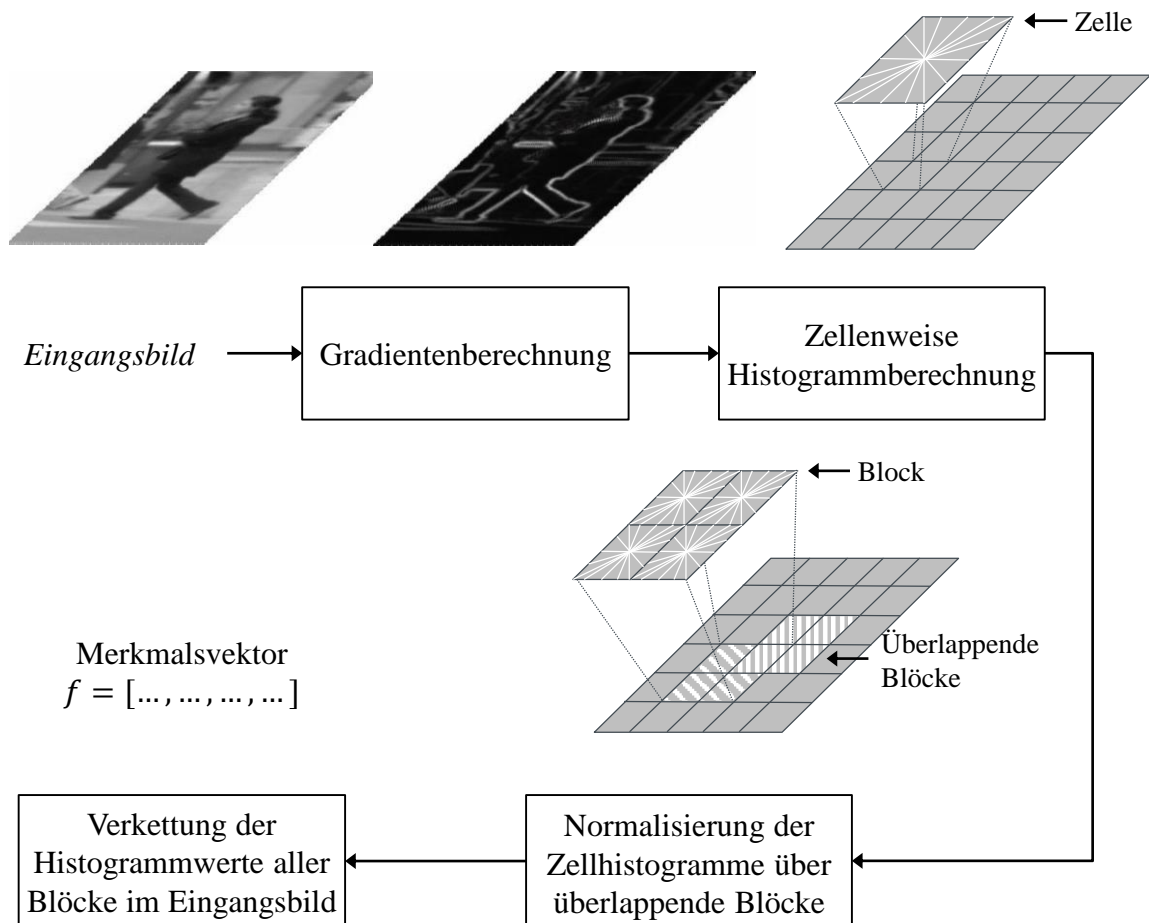 Zelle
Eingangsbild
Gradientenberechnung
Zellenweise
Histogrammberechnung
Block
Überlappende
Blöcke
Merkmalsvektor
f = [… , … , … , … ]
Verkettung der
Histogrammwerte aller
Blöcke im Eingangsbild
Normalisierung der
Zellhistogramme über
überlappende Blöcke